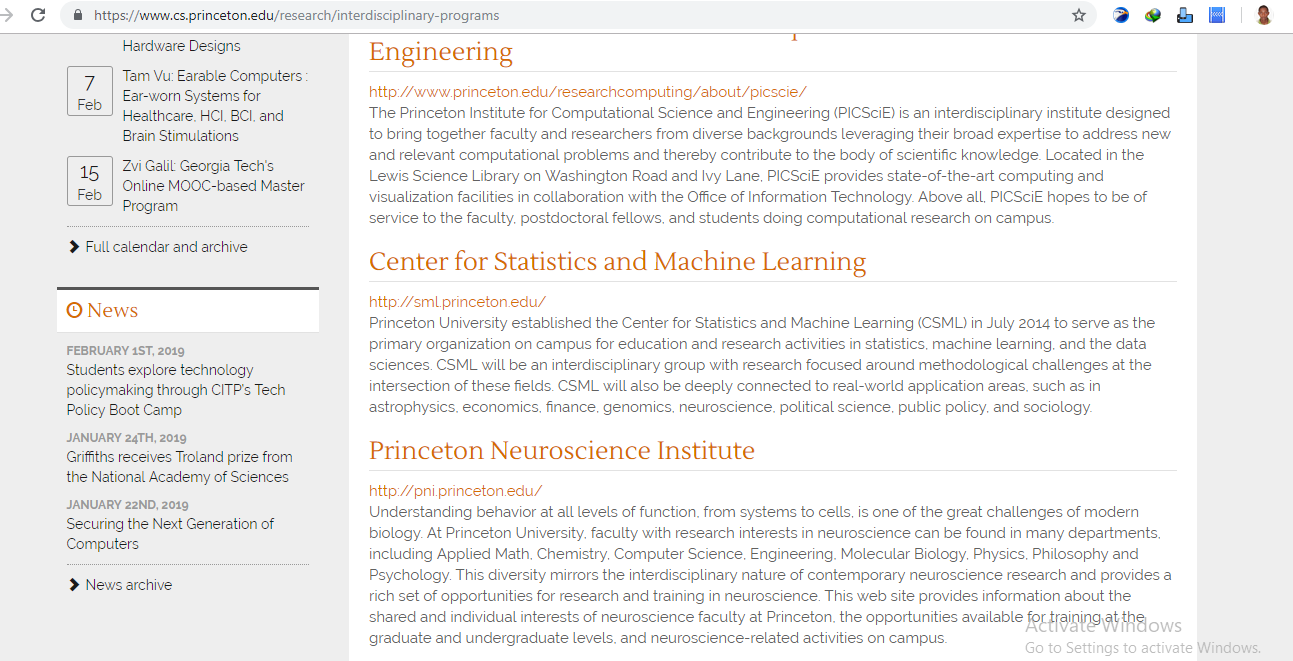 https://www.cs.princeton.edu/research/interdisciplinary-programs
Hardware Designs
7
Feb
Tam Vu: Earable Computers :
Ear-worn Systems for
Healthcare, HCI, BCI, and
Brain Stimulations
15
Feb
Zvi Galil: Georgia Tech's
Online MOOC-based Master
Program
Full calendar and archive
News
FEBRUARY 1ST, 2019
Students explore technology
policymaking through CITP's Tech
Policy Boot Camp
JANUARY 24TH, 2019
Griffiths receives Troland prize from
the National Academy of Sciences
JANUARY 22ND, 2019
Securing the Next Generation of
Computers
News archive
Engineering
http://www.princeton.edu/researchcomputing/about/picscie/
The Princeton Institute for Computational Science and Engineering (PICSciE) is an interdisciplinary institute designed
to bring together faculty and researchers from diverse backgrounds leveraging their broad expertise to address new
and relevant computational problems and thereby contribute to the body of scientific knowledge. Located in the
Lewis Science Library on Washington Road and Ivy Lane, PICSciE provides state-of-the-art computing and
visualization facilities in collaboration with the Office of Information Technology. Above all, PICSciE hopes to be of
service to the faculty, postdoctoral fellows, and students doing computational research on campus.
Center for Statistics and Machine Learning
http://sml.princeton.edu/
Princeton University established the Center for Statistics and Machine Learning (CSML) in July 2014 to serve as the
primary organization on campus for education and research activities in statistics, machine learning, and the data
sciences. CSML will be an interdisciplinary group with research focused around methodological challenges at the
intersection of these fields. CSML will also be deeply connected to real-world application areas, such as in
astrophysics, economics, finance, genomics, neuroscience, political science, public policy, and sociology.
Princeton Neuroscience Institute
http://pni.princeton.edu/
Understanding behavior at all levels of function, from systems to cells, is one of the great challenges of modern
biology. At Princeton University, faculty with research interests in neuroscience can be found in many departments,
including Applied Math, Chemistry, Computer Science, Engineering, Molecular Biology, Physics, Philosophy and
Psychology. This diversity mirrors the interdisciplinary nature of contemporary neuroscience research and provides a
rich set of opportunities for research and training in neuroscience. This web site provides information about the
shared and individual interests of neuroscience faculty at Princeton, the opportunities available for training at the
graduate and undergraduate levels, and neuroscience-related activities on campus.
Activate Windows
Go to Settings to activate Windows.